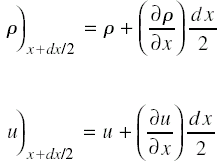 ρ)_{x+dx/2} = ρ + (∂ρ/∂x) dx/2
u)_{x+dx/2} = u + (∂u/∂x) dx/2